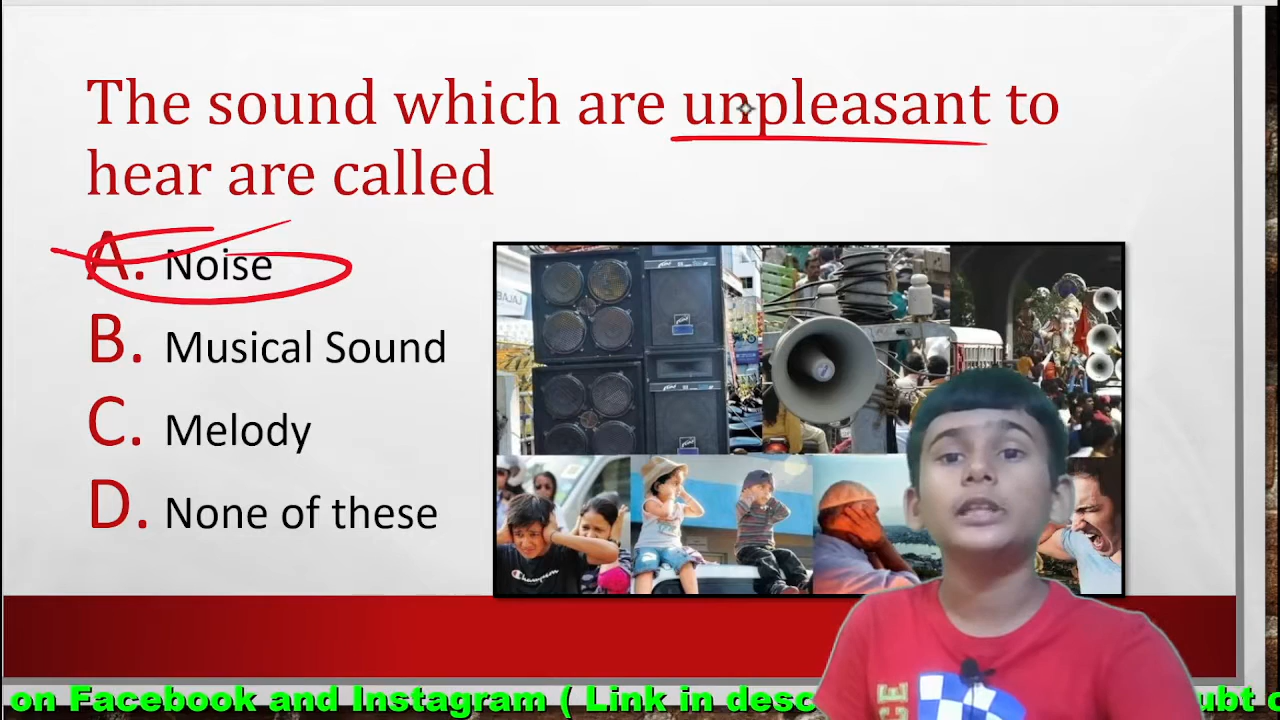 The sound which are unpleasant to
hear are called
A. Noise
B. Musical Sound
C. Melody
D. None of these
Champion
on Facebook and Instagram ( Link in desc